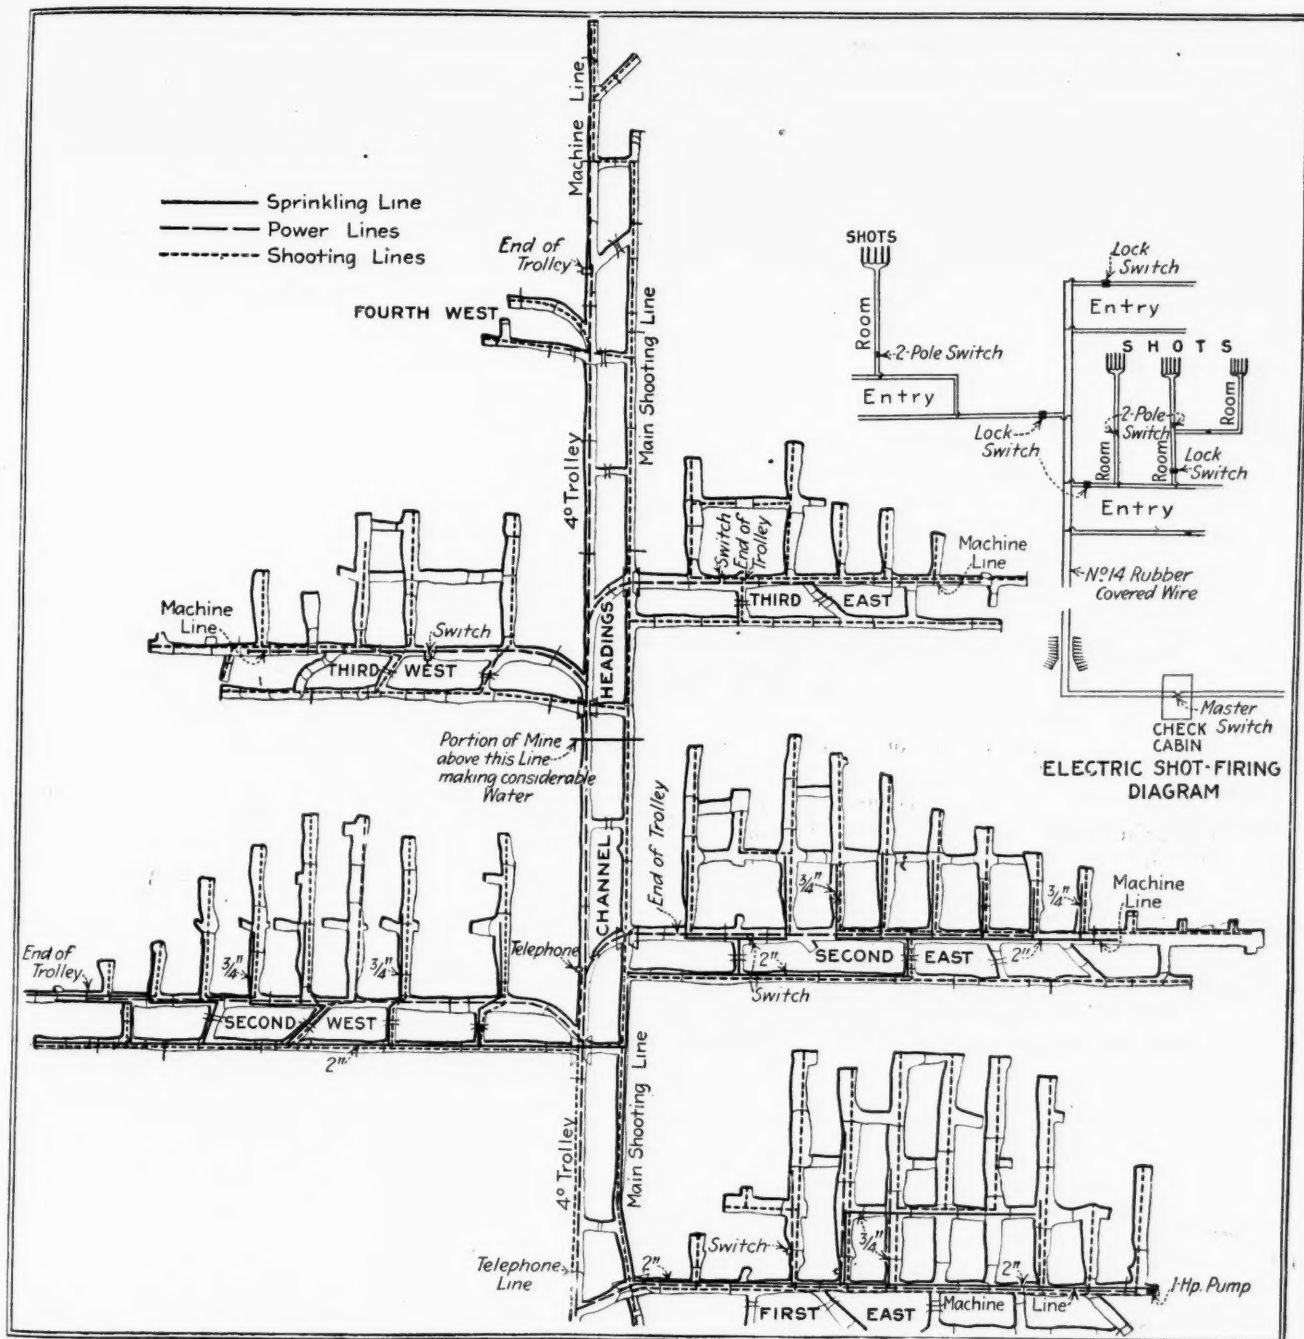 Sprinkling Line
Power Lines
Shooting Lines
Machine Line
End of
Trolley
FOURTH WEST
Main Shooting Line
4º Trolley
SHOTS
Room
2-Pole Switch
Entry
Lock
Switch
Entry
SHOTS
2-Pole
Switch
Room
Room
Room
Lock
Switch
Lock
Switch
Entry
Nº14 Rubber
Covered Wire
Master
Switch
CHECK
CABIN
ELECTRIC SHOT-FIRING
DIAGRAM
Switch
End of
Trolley
Machine
Line
THIRD EAST
Machine
Line
Switch
THIRD WEST
HEADINGS
Portion of Mine
above this Line
making considerable
Water
End of Trolley
3/4"
3/4"
Machine
Line
CHANNEL
Telephone
2"
SECOND EAST
2"
Switch
End of
Trolley
3/4"
3/4"
SECOND WEST
2"
4º Trolley
Main Shooting Line
Telephone
Line
Switch
3/4"
2"
2"
1-Hp. Pump
FIRST EAST
Machine Line